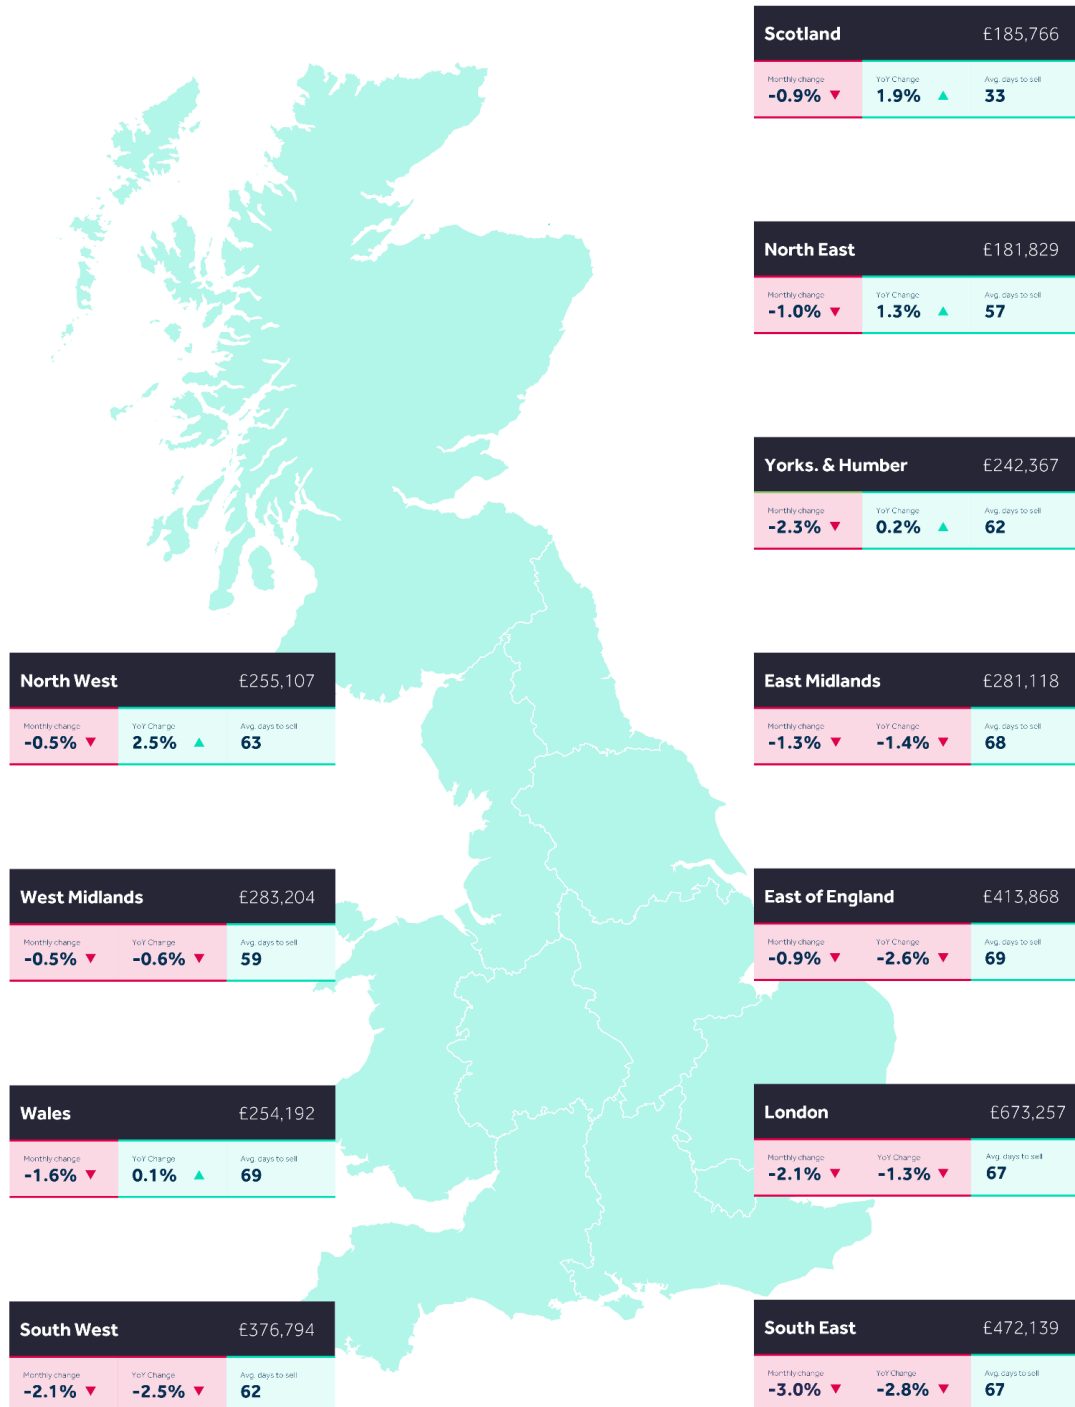 Scotland £185,766
Monthly change YoY Change Avg. days to sell
-0.9% ▼ 1.9% ▲ 33
North East £181,829
Monthly change YoY Change Avg. days to sell
-1.0% ▼ 1.3% ▲ 57
Yorks. & Humber £242,367
Monthly change YoY Change Avg. days to sell
-2.3% ▼ 0.2% ▲ 62
North West £255,107
Monthly change YoY Change Avg. days to sell
-0.5% ▼ 2.5% ▲ 63
East Midlands £281,118
Monthly change YoY Change Avg. days to sell
-1.3% ▼ -1.4% ▼ 68
West Midlands £283,204
Monthly change YoY Change Avg. days to sell
-0.5% ▼ -0.6% ▼ 59
East of England £413,868
Monthly change YoY Change Avg. days to sell
-0.9% ▼ -2.6% ▼ 69
Wales £254,192
Monthly change YoY Change Avg. days to sell
-1.6% ▼ 0.1% ▲ 69
London £673,257
Monthly change YoY Change Avg. days to sell
-2.1% ▼ -1.3% ▼ 67
South West £376,794
Monthly change YoY Change Avg. days to sell
-2.1% ▼ -2.5% ▼ 62
South East £472,139
Monthly change YoY Change Avg. days to sell
-3.0% ▼ -2.8% ▼ 67